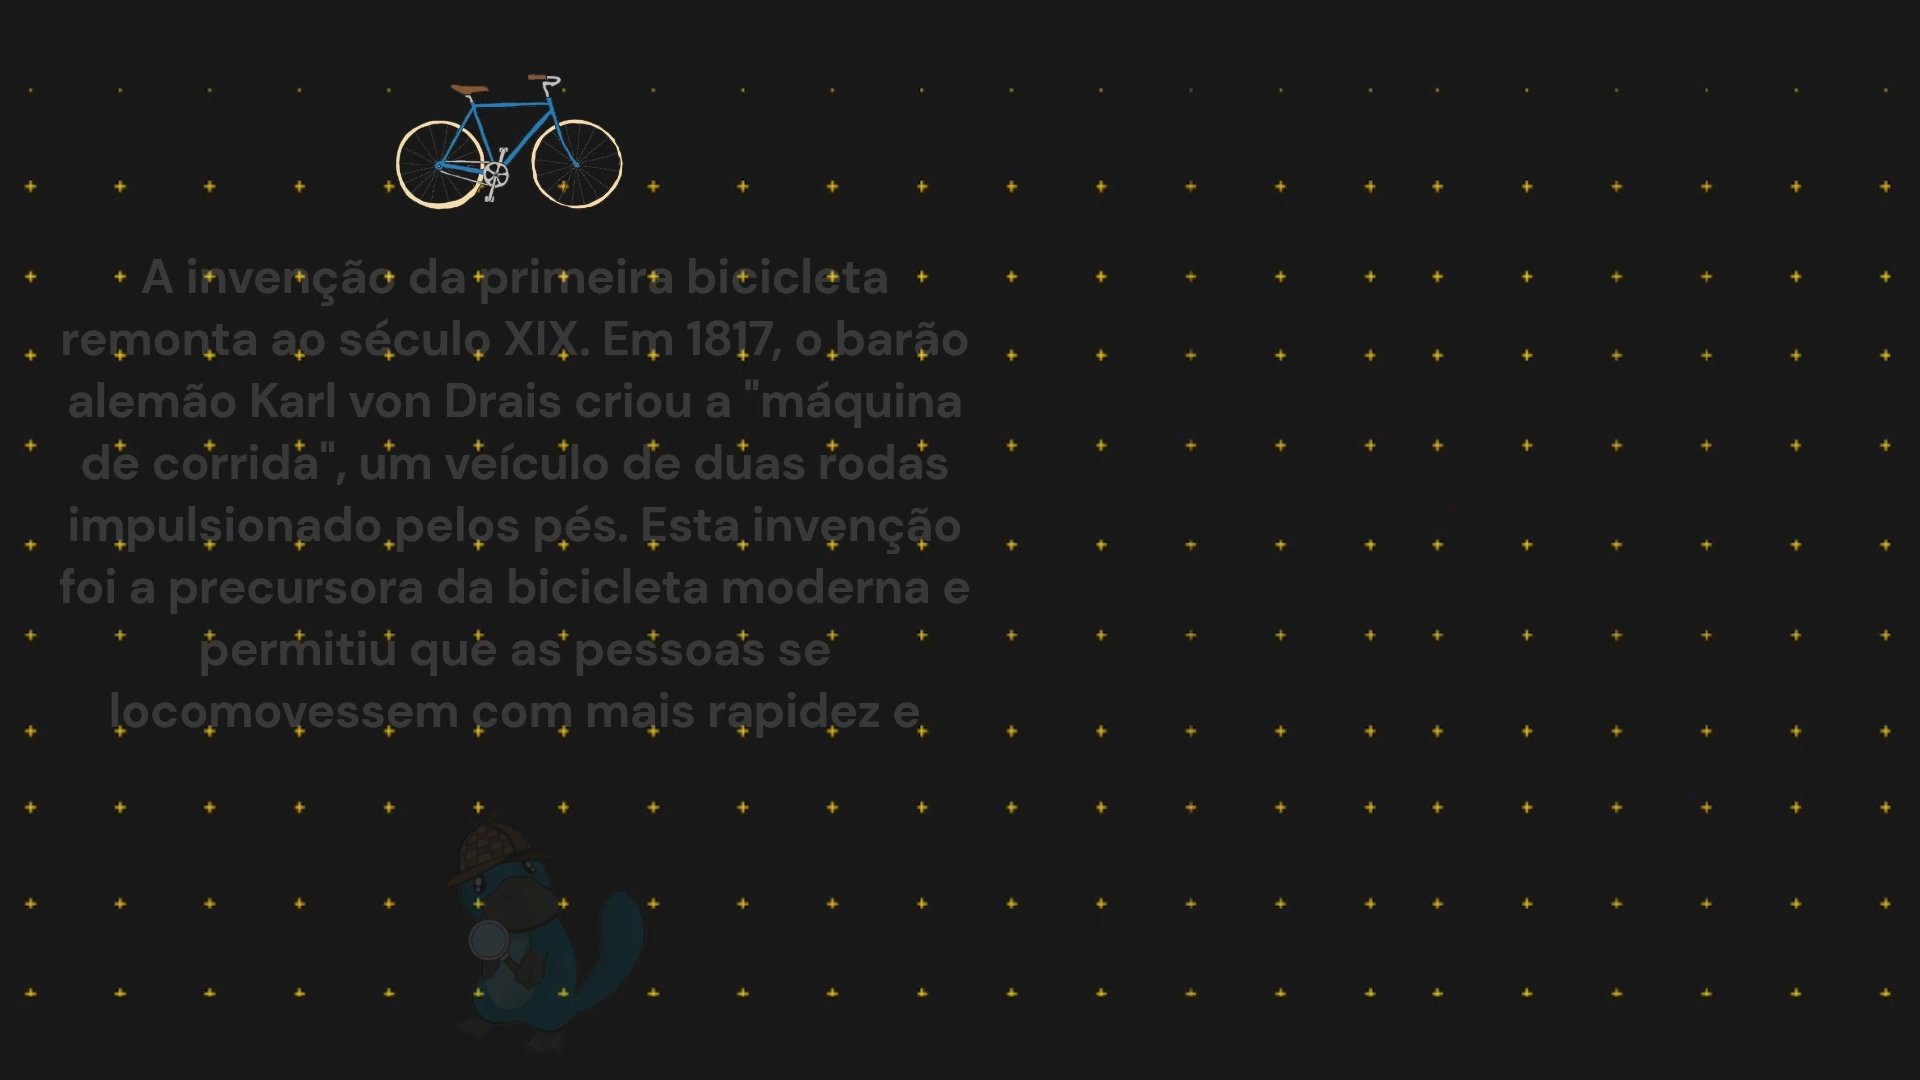 A invenção da primeira bicicleta
remonta ao século XIX. Em 1817, o barão
alemão Karl von Drais criou a "máquina
de corrida", um veículo de duas rodas
impulsionado pelos pés. Esta invenção
foi a precursora da bicicleta moderna e
permitiu que as pessoas se
locomovessem com mais rapidez e